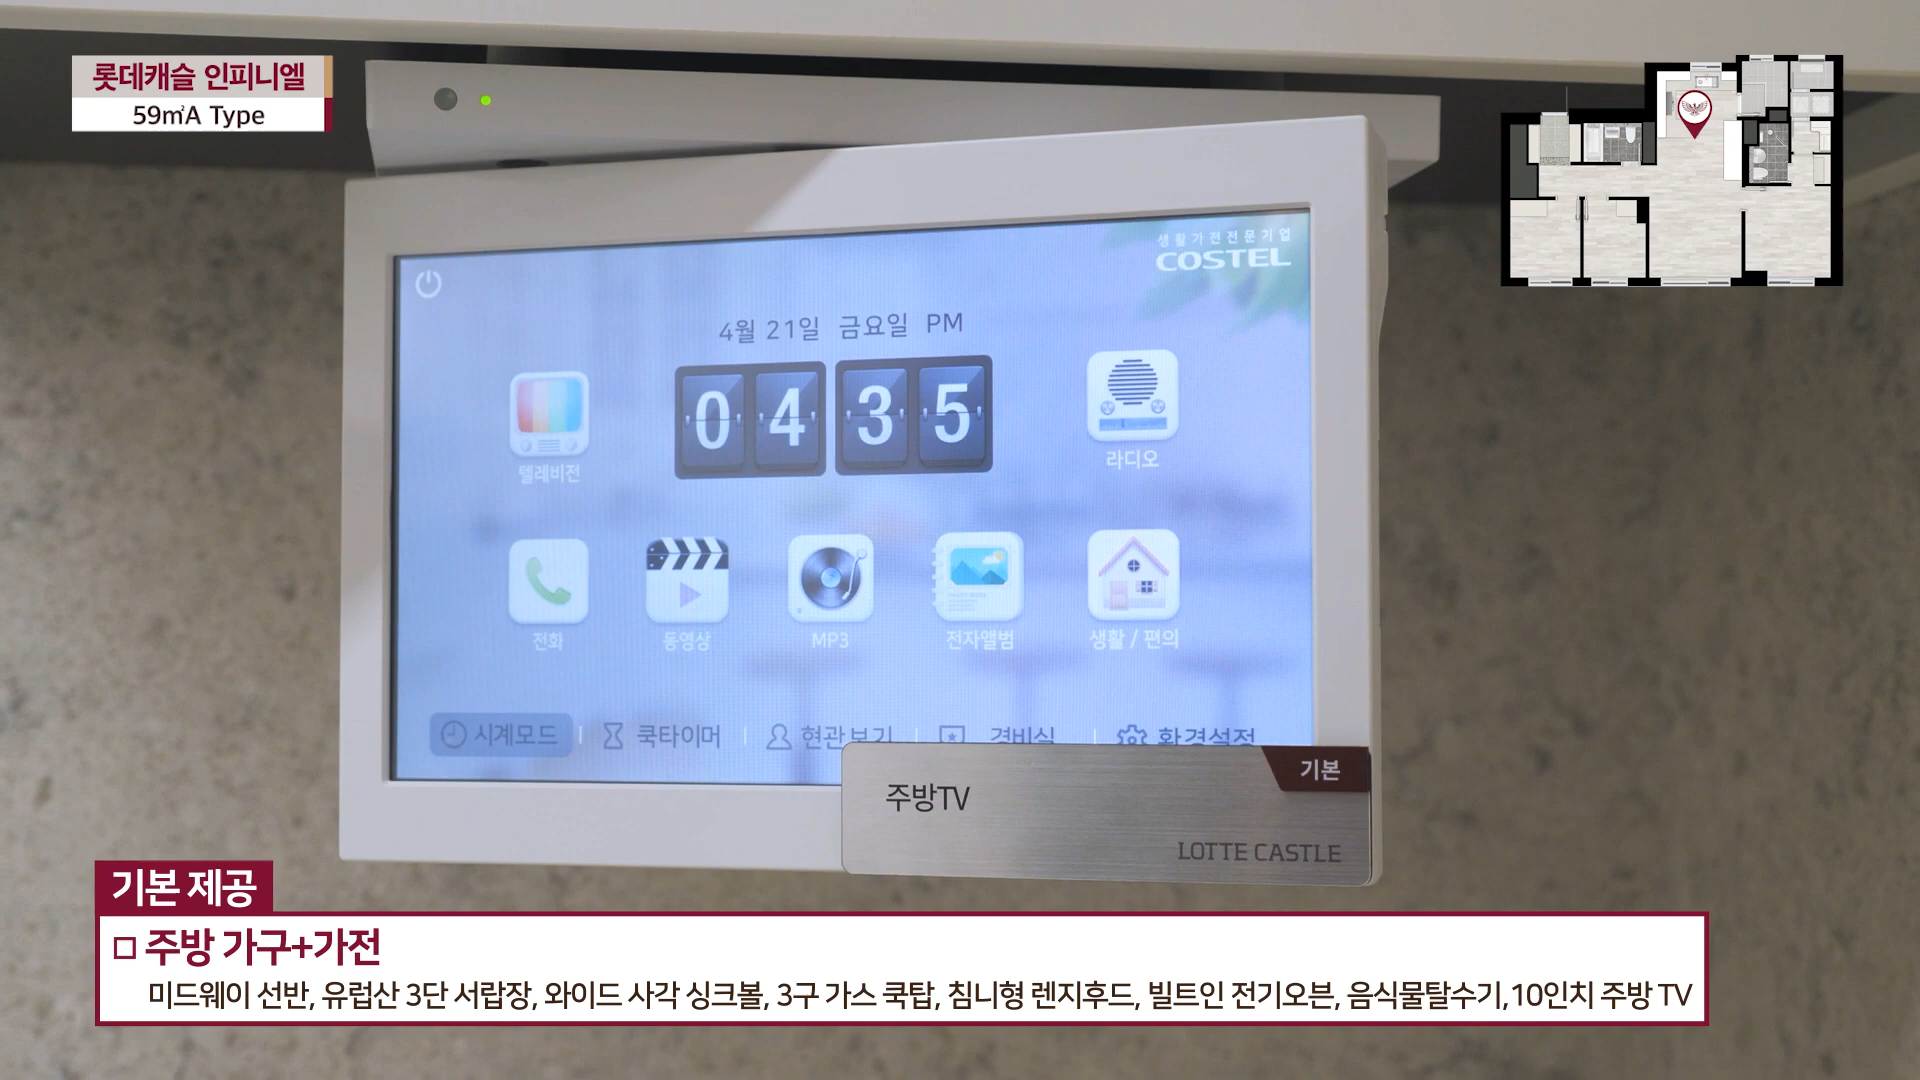 롯데캐슬 인피니엘
59㎡A Type
생활가전전문기업
COSTEL
4월 21일 금요일 PM
04 35
텔레비전
라디오
전화
동영상
MP3
전자앨범
생활 / 편의
시계모드
쿡타이머
현관보기
경비실
환경설정
기본
주방TV
LOTTE CASTLE
기본 제공
□ 주방 가구+가전
미드웨이 선반, 유럽산 3단 서랍장, 와이드 사각 싱크볼, 3구 가스 쿡탑, 침니형 렌지후드, 빌트인 전기오븐, 음식물탈수기,10인치 주방 TV